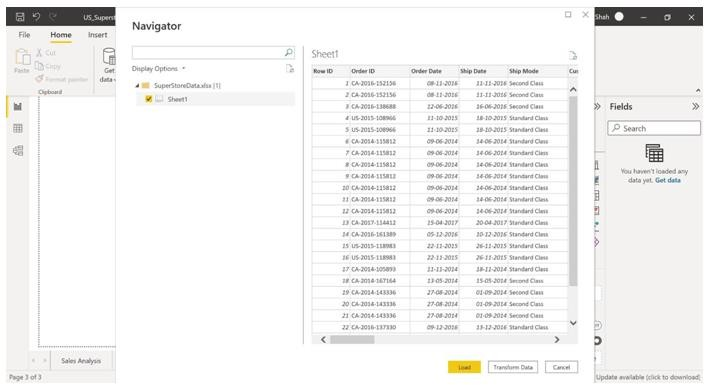 US_Superst
Shah
File Home Insert
Paste
Cut
Copy
Format painter
Clipboard
Get
data
Navigator
Display Options
SuperStoreData.xlsx [1]
Sheet1
Sheet1
Row ID Order ID Order Date Ship Date Ship Mode Cus
1 CA-2016-152156 08-11-2016 11-11-2016 Second Class
2 CA-2016-152156 08-11-2016 11-11-2016 Second Class
3 CA-2016-138688 12-06-2016 16-06-2016 Second Class
4 US-2015-108966 11-10-2015 18-10-2015 Standard Class
5 US-2015-108966 11-10-2015 18-10-2015 Standard Class
6 CA-2014-115812 09-06-2014 14-06-2014 Standard Class
7 CA-2014-115812 09-06-2014 14-06-2014 Standard Class
8 CA-2014-115812 09-06-2014 14-06-2014 Standard Class
9 CA-2014-115812 09-06-2014 14-06-2014 Standard Class
10 CA-2014-115812 09-06-2014 14-06-2014 Standard Class
11 CA-2014-115812 09-06-2014 14-06-2014 Standard Class
12 CA-2014-115812 09-06-2014 14-06-2014 Standard Class
13 CA-2017-114412 15-04-2017 20-04-2017 Standard Class
14 CA-2016-161389 05-12-2016 10-12-2016 Standard Class
15 US-2015-118983 22-11-2015 26-11-2015 Standard Class
16 US-2015-118983 22-11-2015 26-11-2015 Standard Class
17 CA-2014-105893 11-11-2014 18-11-2014 Standard Class
18 CA-2014-167164 13-05-2014 15-05-2014 Second Class
19 CA-2014-143336 27-08-2014 01-09-2014 Second Class
20 CA-2014-143336 27-08-2014 01-09-2014 Second Class
21 CA-2014-143336 27-08-2014 01-09-2014 Second Class
22 CA-2016-137330 09-12-2016 13-12-2016 Standard Class
Load Transform Data Cancel
Fields
Search
You haven't loaded any
data yet. Get data
Sales Analysis
Page 3 of 3
Update available (click to download)